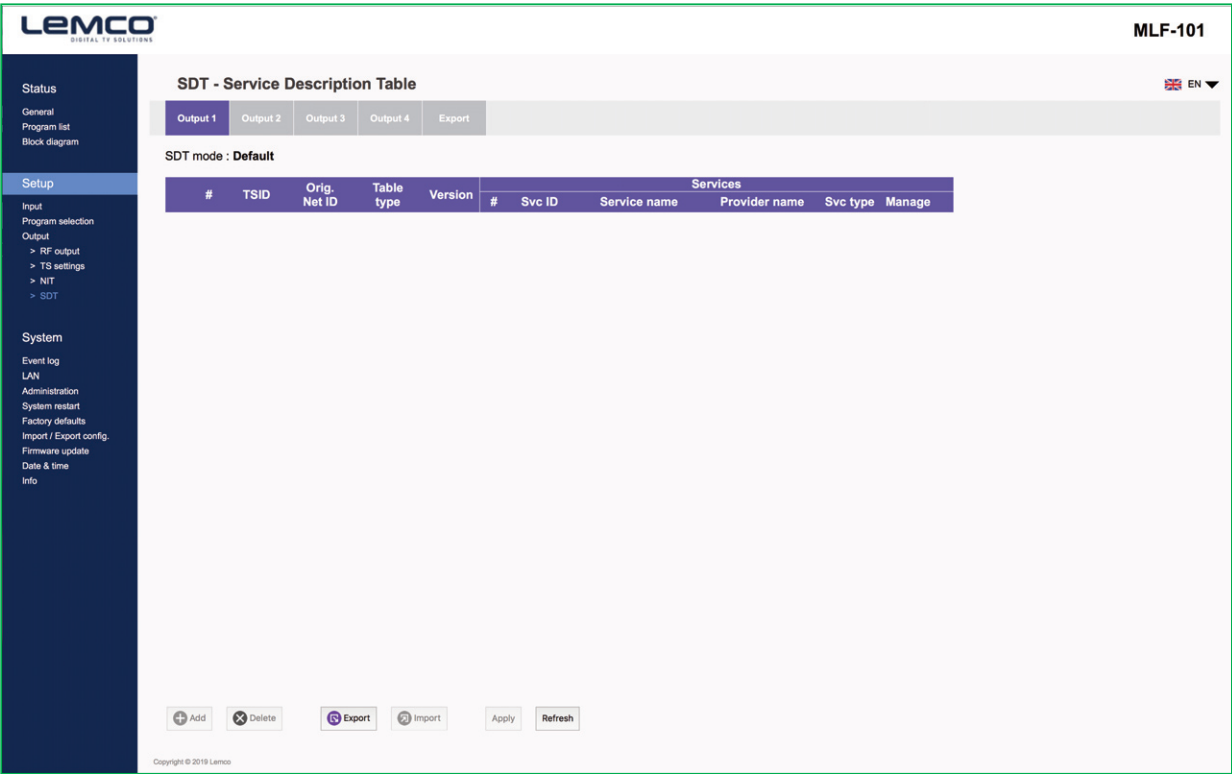 Lemco
DIGITAL TV SOLUTIONS
MLF-101
Status
General
Program list
Block diagram
Setup
Input
Program selection
Output
> RF output
> TS settings
> NIT
> SDT
System
Event log
LAN
Administration
System restart
Factory defaults
Import / Export config.
Firmware update
Date & time
Info
SDT - Service Description Table
EN
Output 1 Output 2 Output 3 Output 4 Export
SDT mode : Default
# TSID Orig. Net ID Table type Version Services
# Svc ID Service name Provider name Svc type Manage
Add Delete Export Import Apply Refresh
Copyright © 2019 Lemco